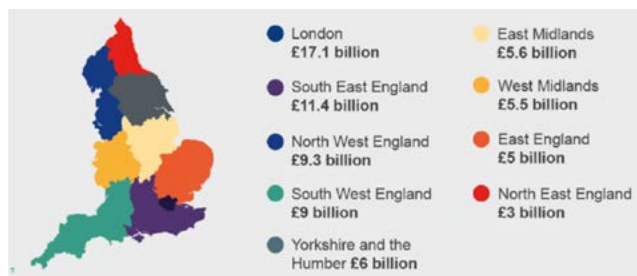 London
£17.1 billion
South East England
£11.4 billion
North West England
£9.3 billion
South West England
£9 billion
Yorkshire and the
Humber £6 billion
East Midlands
£5.6 billion
West Midlands
£5.5 billion
East England
£5 billion
North East England
£3 billion